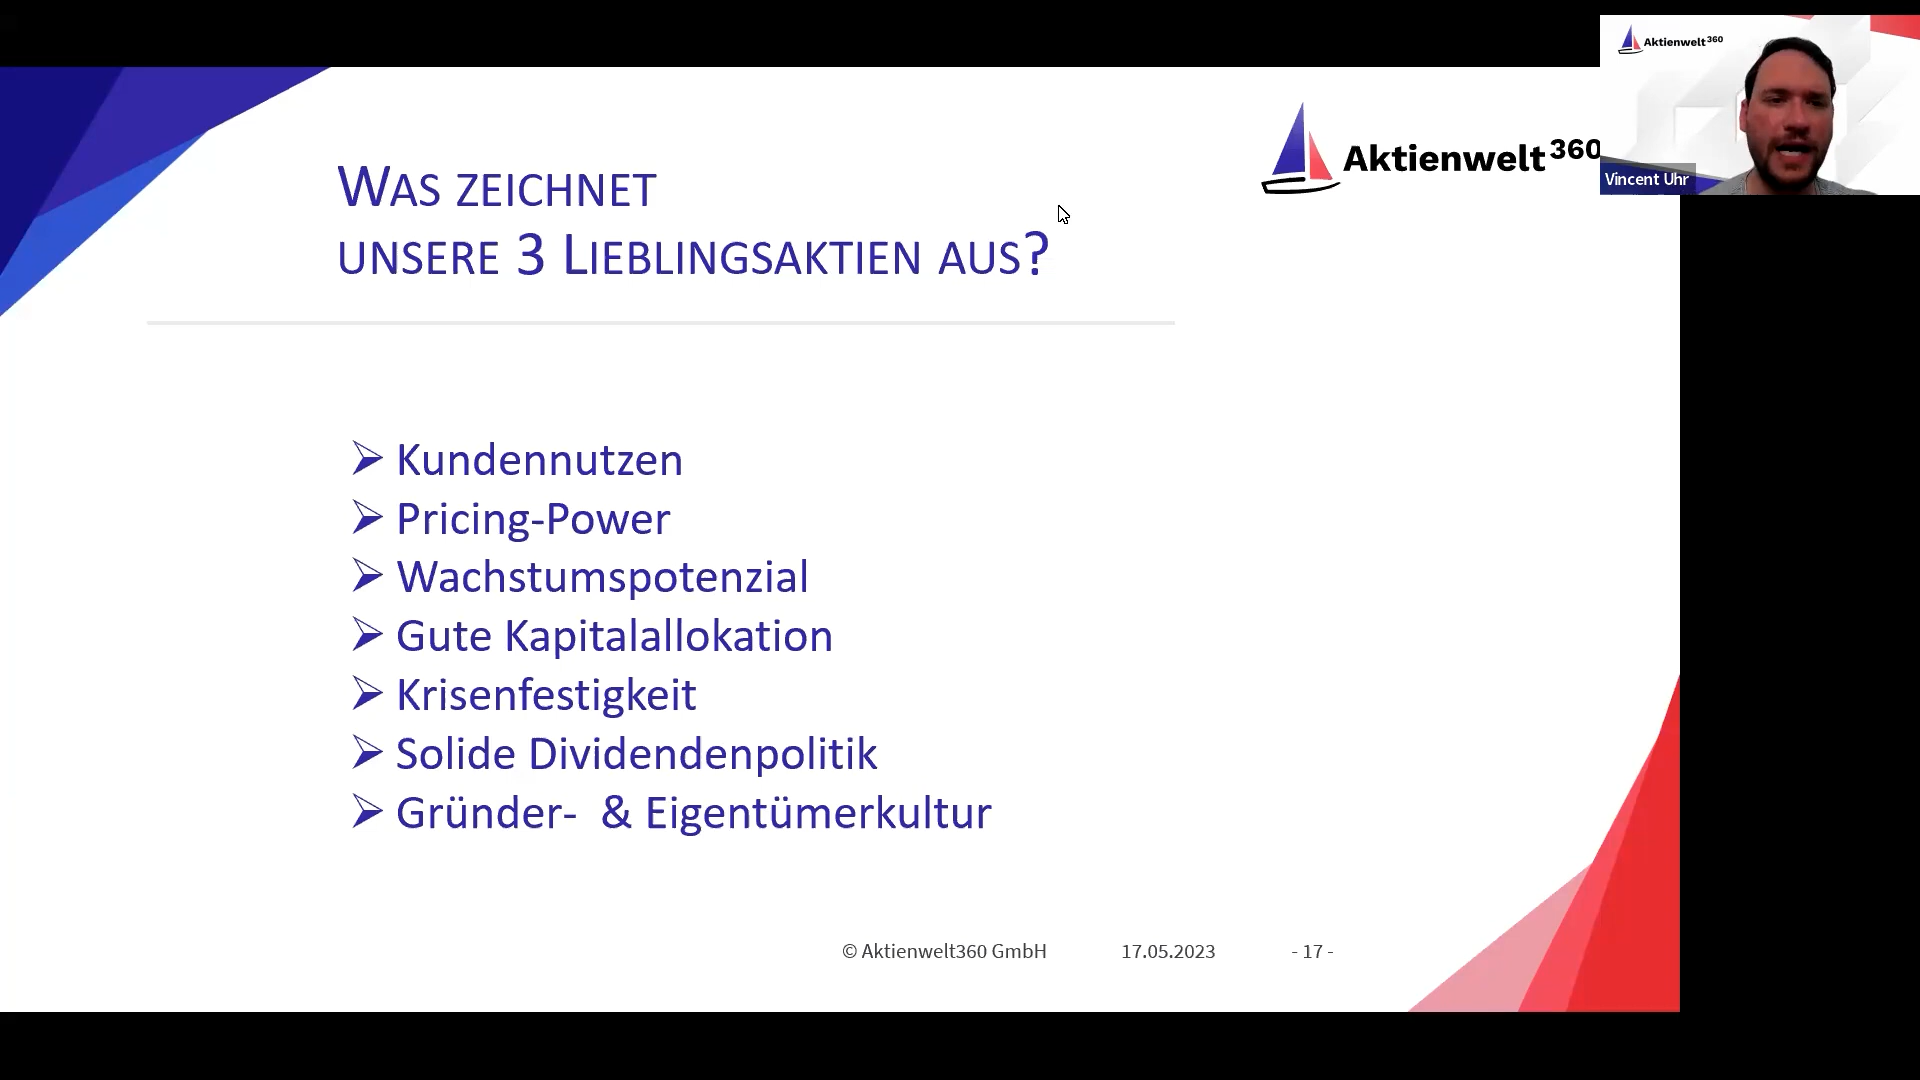 Aktienwelt360
Aktienwelt360
Vincent Uhr
Was zeichnet
unsere 3 Lieblingsaktien aus?
Kundennutzen
Pricing-Power
Wachstumspotenzial
Gute Kapitalallokation
Krisenfestigkeit
Solide Dividendenpolitik
Gründer- & Eigentümerkultur
© Aktienwelt360 GmbH 17.05.2023 - 17 -